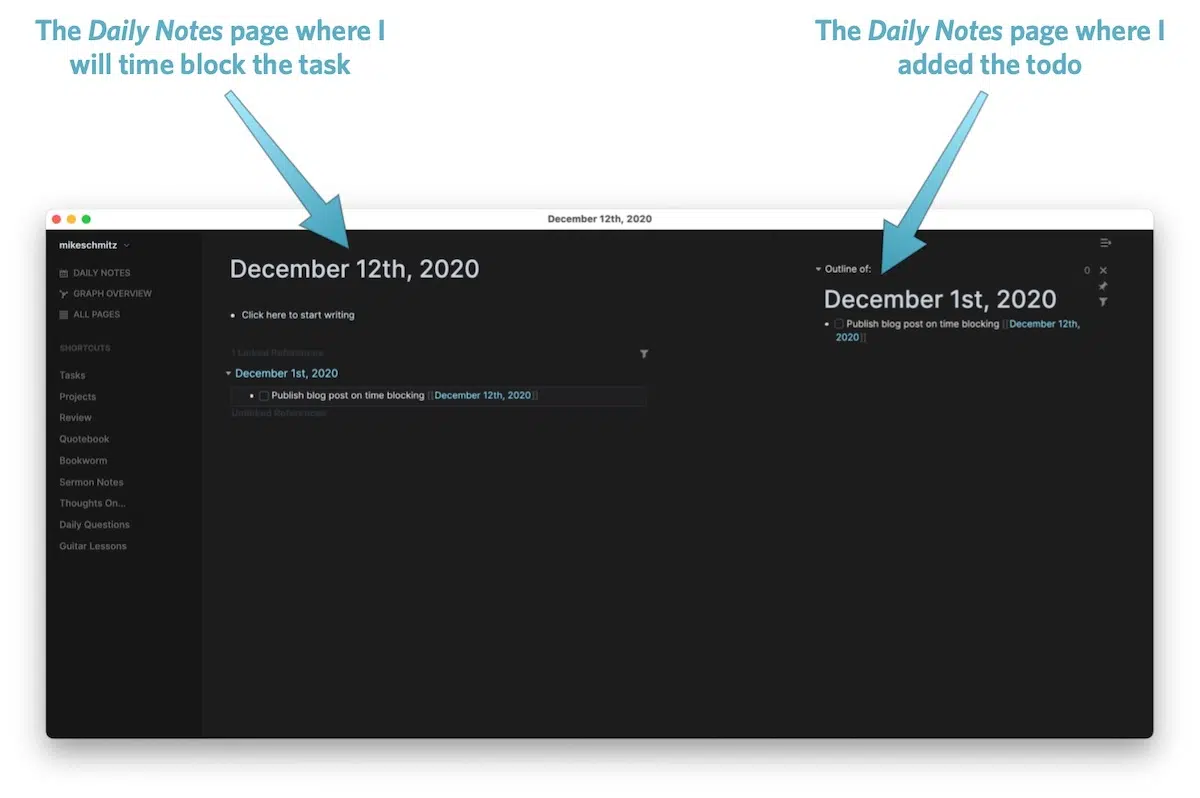 The Daily Notes page where I
will time block the task
The Daily Notes page where I
added the todo
December 12th, 2020
mikeschmitz
DAILY NOTES
GRAPH OVERVIEW
ALL PAGES
SHORTCUTS
Tasks
Projects
Review
Quotebook
Bookworm
Sermon Notes
Thoughts On...
Daily Questions
Guitar Lessons
December 12th, 2020
Click here to start writing
1 Linked References
December 1st, 2020
Publish blog post on time blocking [[December 12th, 2020]]
Unlinked References
Outline of:
0
December 1st, 2020
Publish blog post on time blocking [[December 12th,
2020]]